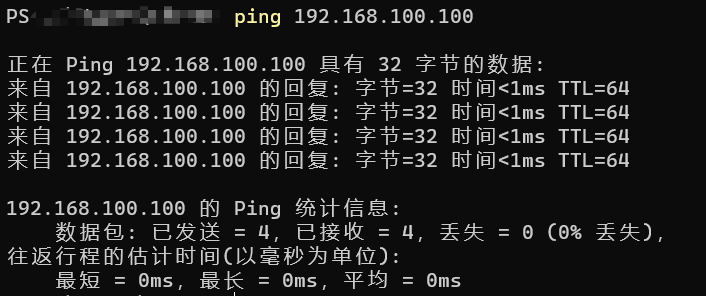 PS ping 192.168.100.100
正在 Ping 192.168.100.100 具有 32 字节的数据:
来自 192.168.100.100 的回复: 字节=32 时间<1ms TTL=64
来自 192.168.100.100 的回复: 字节=32 时间<1ms TTL=64
来自 192.168.100.100 的回复: 字节=32 时间<1ms TTL=64
来自 192.168.100.100 的回复: 字节=32 时间<1ms TTL=64
192.168.100.100 的 Ping 统计信息:
数据包: 已发送 = 4, 已接收 = 4, 丢失 = 0 (0% 丢失),
往返行程的估计时间(以毫秒为单位):
最短 = 0ms, 最长 = 0ms, 平均 = 0ms